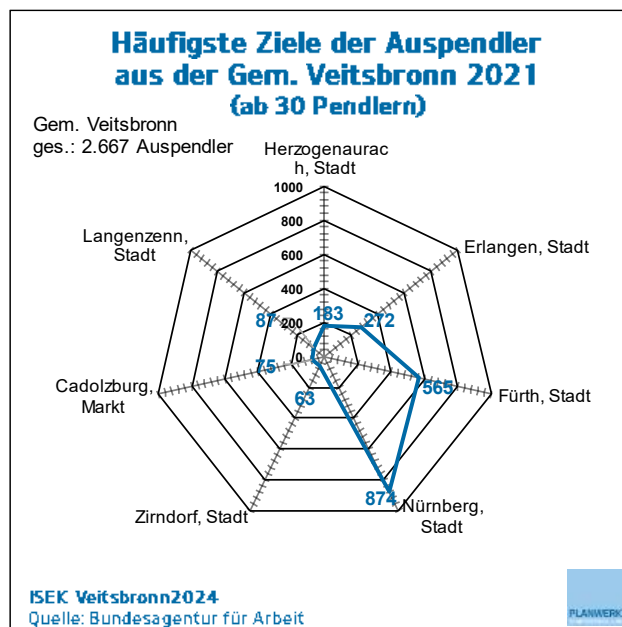 Häufigste Ziele der Auspendler
aus der Gem. Veitsbronn 2021
(ab 30 Pendlern)
Gem. Veitsbronn
ges.: 2.667 Auspendler
Herzogenaurac
h, Stadt
1000
800
600
400
200
0
Langenzenn,
Stadt
Erlangen, Stadt
183
272
87
75
565
63
874
Cadolzburg,
Markt
Fürth, Stadt
Zirndorf, Stadt
Nürnberg,
Stadt
ISEK Veitsbronn2024
Quelle: Bundesagentur für Arbeit
PLANWERK